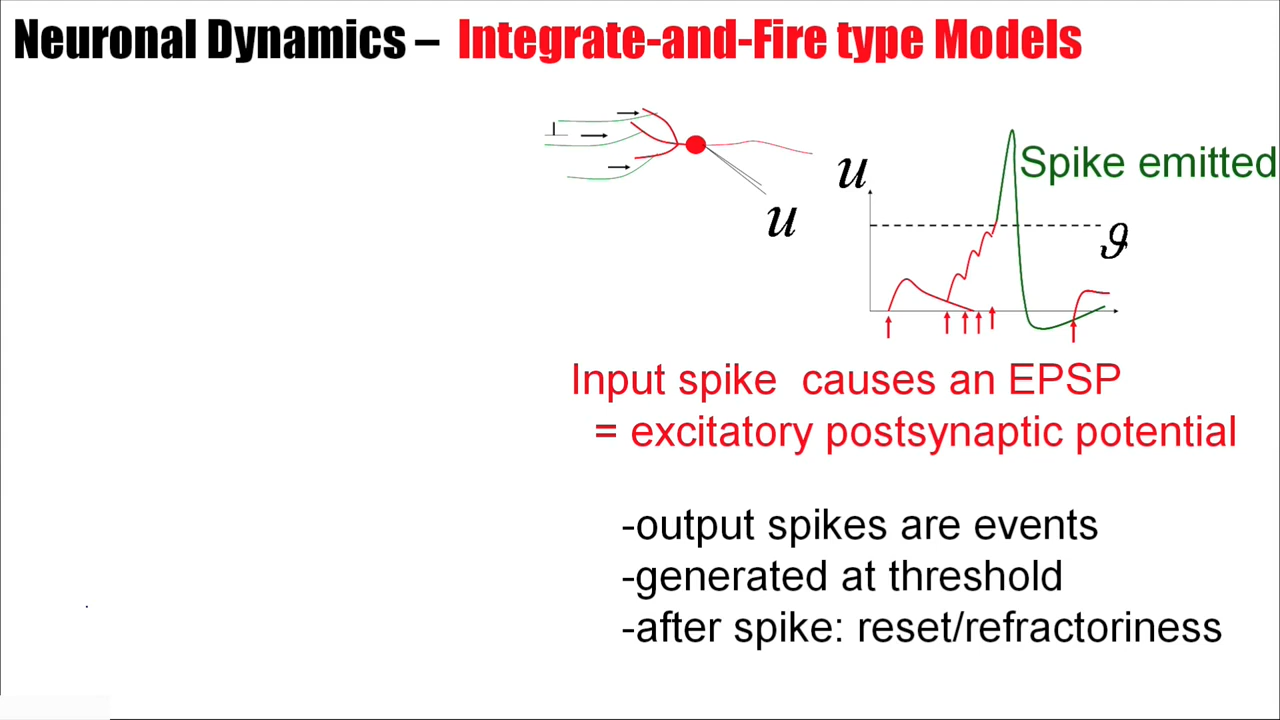 Neuronal Dynamics – Integrate-and-Fire type Models
u
Spike emitted
u
ϑ
Input spike causes an EPSP
= excitatory postsynaptic potential
-output spikes are events
-generated at threshold
-after spike: reset/refractoriness